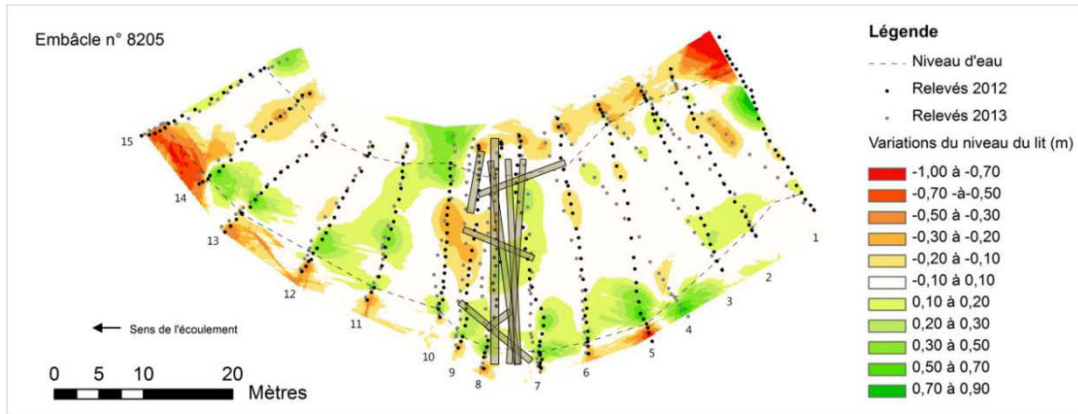 Embâcle n° 8205
15
14
13
12
11
10
9
8
7
6
5
4
3
2
1
Sens de l'écoulement
0 5 10 20
Mètres
Légende
Niveau d'eau
Relevés 2012
Relevés 2013
Variations du niveau du lit (m)
-1,00 à -0,70
-0,70 -à-0,50
-0,50 à -0,30
-0,30 à -0,20
-0,20 à -0,10
-0,10 à 0,10
0,10 à 0,20
0,20 à 0,30
0,30 à 0,50
0,50 à 0,70
0,70 à 0,90